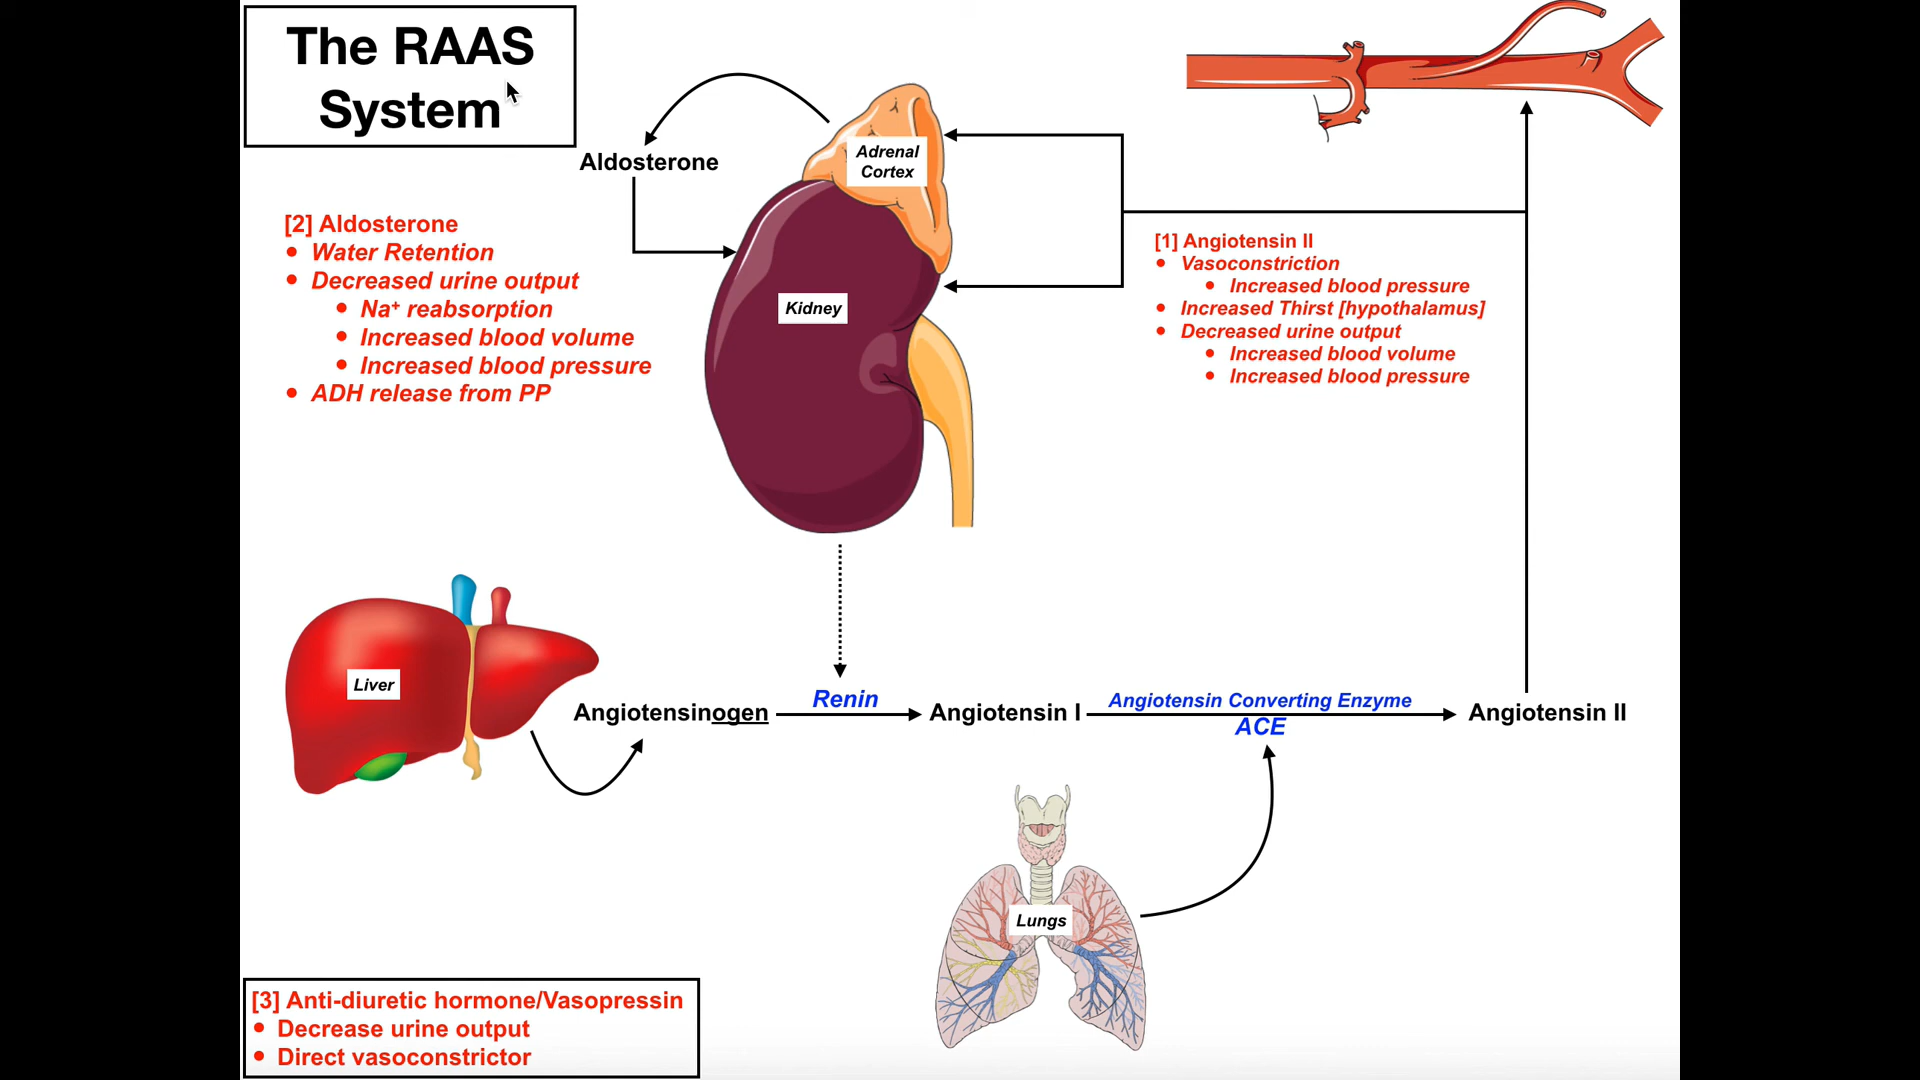 The RAAS
System
Aldosterone
Adrenal
Cortex
[2] Aldosterone
• Water Retention
• Decreased urine output
• Na⁺ reabsorption
• Increased blood volume
• Increased blood pressure
• ADH release from PP
Kidney
[1] Angiotensin II
• Vasoconstriction
• Increased blood pressure
• Increased Thirst [hypothalamus]
• Decreased urine output
• Increased blood volume
• Increased blood pressure
Liver
Angiotensinogen
Renin
Angiotensin I
Angiotensin Converting Enzyme
ACE
Angiotensin II
Lungs
[3] Anti-diuretic hormone/Vasopressin
• Decrease urine output
• Direct vasoconstrictor